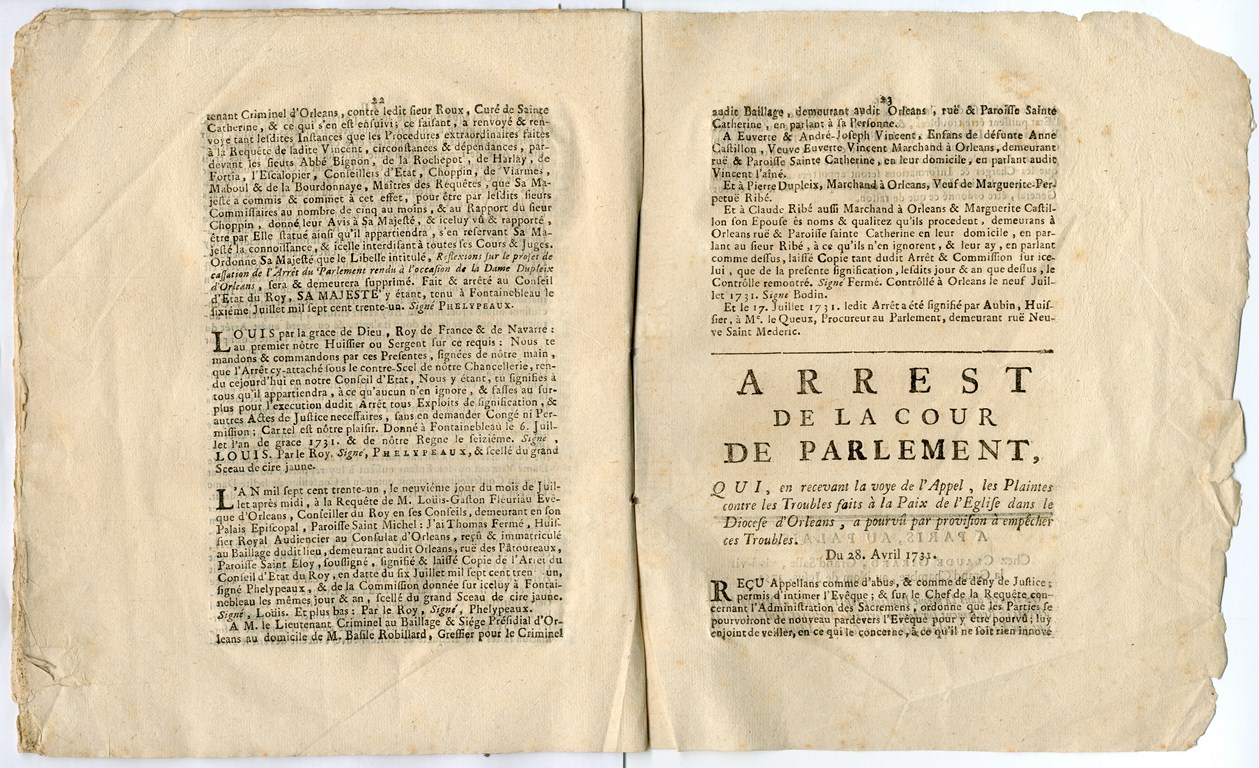 22
tenant Criminel d'Orleans, contre ledit sieur Roux, Curé de Sainte
Catherine, & ce qui s'en est ensuivi; ce faisant, a renvoyé & ren-
voye tant lesdites Instances que les Procedures extraordinaires faites
à la Requête de ladite Vincent, circonstances & dépendances, par-
devant les sieurs Abbé Bignon, de la Rochepot, de Harlay, de
Fortia, l'Escalopier, Conseillers d'Etat, Choppin, de Viarmes,
Maboul & de la Bourdonnaye, Maîtres des Requêtes, que Sa Ma-
jesté a commis & commet à cet effet, pour être par lesdits sieurs
Commissaires au nombre de cinq au moins, & au Rapport du sieur
Choppin, donné leur Avis à Sa Majesté, & iceluy vû & rapporté,
être par Elle statué ainsi qu'il appartiendra, s'en reservant Sa Ma-
jesté la connoissance, & icelle interdisant à toutes ses Cours & Juges.
Ordonne Sa Majesté que le Libelle intitulé, Réflexions sur le projet de
cassation de l'Arrêt du Parlement rendu à l'occasion de la Dame Dupleix
d'Orleans, sera & demeurera supprimé. Fait & arrêté au Conseil
d'Etat du Roy, SA MAJESTE' y étant, tenu à Fontainebleau le
sixiéme Juillet mil sept cent trente-un. Signé PHELYPEAUX.
LOUIS par la grace de Dieu, Roy de France & de Navarre:
au premier nôtre Huissier ou Sergent sur ce requis: Nous te
mandons & commandons par ces Presentes, signées de nôtre main,
que l'Arrêt cy-attaché sous le contre-Scel de nôtre Chancellerie, ren-
du cejourd'hui en notre Conseil d'Etat, Nous y étant, tu signifies à
tous qu'il appartiendra, à ce qu'aucun n'en ignore, & fasses au sur-
plus pour l'execution dudit Arrêt tous Exploits de signification, &
autres Actes de Justice necessaires, sans en demander Congé ni Per-
mission; Car tel est nôtre plaisir. Donné à Fontainebleau le 6. Juil-
let l'an de grace 1731. & de nôtre Regne le seiziéme. Signé,
LOUIS. Par le Roy, Signé, PHELYPEAUX, & scellé du grand
Sceau de cire jaune.
L'AN mil sept cent trente-un, le neuviéme jour du mois de Juil-
let après midi, à la Requête de M. Loüis-Gaston Fleuriau Evê-
que d'Orleans, Conseiller du Roy en ses Conseils, demeurant en son
Palais Episcopal, Paroisse Saint Michel: J'ai Thomas Fermé, Huis-
sier Royal Audiencier au Consulat d'Orleans, reçû & immatriculé
au Bailliage dudit lieu, demeurant audit Orleans, rue des Pâtoureaux,
Paroisse Saint Eloy, soussigné, signifié & laissé Copie de l'Arrêt du
Conseil d'Etat du Roy, en datte du six Juillet mil sept cent tren un,
signé Phelypeaux, & de la Commission donnée sur iceluy à Fontai-
nebleau les mêmes jour & an, scellé du grand Sceau de cire jaune.
Signé, Loüis. Et plus bas: Par le Roy, Signé, Phelypeaux.
A M. le Lieutenant Criminel au Bailliage & Siége Présidial d'Or-
leans au domicile de M. Basile Robillard, Greffier pour le Criminel
23
audit Baillage, demeurant audit Orleans, ruë & Paroisse Sainte
Catherine, en parlant à sa Personne.
A Euverte & André-Joseph Vincent, Enfans de défunte Anne
Castillon, Veuve Euverte Vincent Marchand à Orleans, demeurant
ruë & Paroisse Sainte Catherine, en leur domicile, en parlant audit
Vincent l'aîné.
Et à Pierre Dupleix, Marchand à Orleans, Veuf de Marguerite-Per-
petuë Ribé.
Et à Claude Ribé aussi Marchand à Orleans & Marguerite Castil-
lon son Epouse ès noms & qualitez qu'ils procedent, demeurans à
Orleans ruë & Paroisse sainte Catherine en leur domicile, en par-
lant au sieur Ribé, à ce qu'ils n'en ignorent, & leur ay, en parlant
comme dessus, laissé Copie tant dudit Arrêt & Commission sur ice-
lui, que de la presente signification, lesdits jour & an que dessus, le
Contrôlle remontré. Signé Fermé. Contrôllé à Orleans le neuf Juil-
let 1731. Signé Bodin.
Et le 17. Juillet 1731. ledit Arrêt a été signifié par Aubin, Huis-
sier, à Me. le Queux, Procureur au Parlement, demeurant ruë Neu-
ve Saint Mederic.
ARREST
DE LA COUR
DE PARLEMENT,
QUI, en recevant la voye de l'Appel, les Plaintes
contre les Troubles faits à la Paix de l'Eglise dans le
Diocese d'Orleans, a pourvû par provision à empêcher
ces Troubles.
Du 28. Avril 1731.
REÇÛ Appellans comme d'abus, & comme de dény de Justice;
permis d'intimer l'Evêque; & sur le Chef de la Requête con-
cernant l'Administration des Sacremens, ordonne que les Parties se
pourvoiront de nouveau pardevers l'Evêque pour y être pourvû; luy
enjoint de veiller, en ce qui le concerne, à ce qu'il ne soit rien innové